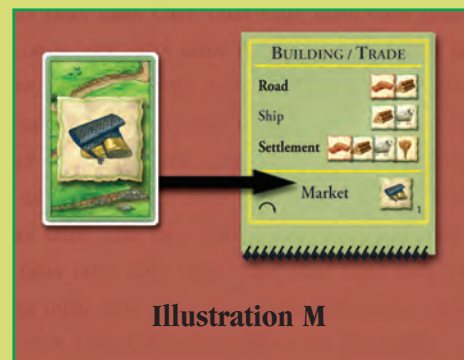 BUILDING / TRADE
Road
Ship
Settlement
Market 1
Illustration M